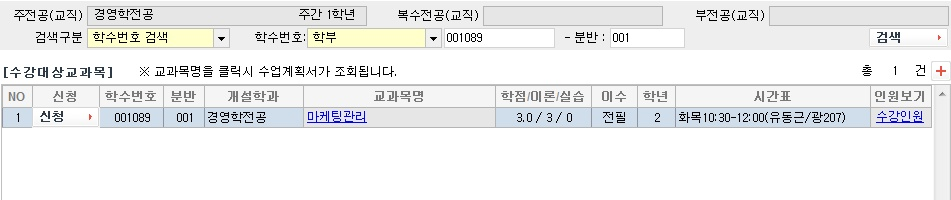 주전공(교직) 경영학전공 주간 1학년 복수전공(교직) 부전공(교직)
검색구분 학수번호 검색 학수번호: 학부 001089 - 분반 : 001 검색
[수강대상교과목] ※ 교과목명을 클릭시 수업계획서가 조회됩니다. 총 1 건 +
NO 신청 학수번호 분반 개설학과 교과목명 학점/이론/실습 이수 학년 시간표 인원보기
1 신청 001089 001 경영학전공 마케팅관리 3.0 / 3 / 0 전필 2 화목10:30-12:00(유동근/광207) 수강인원